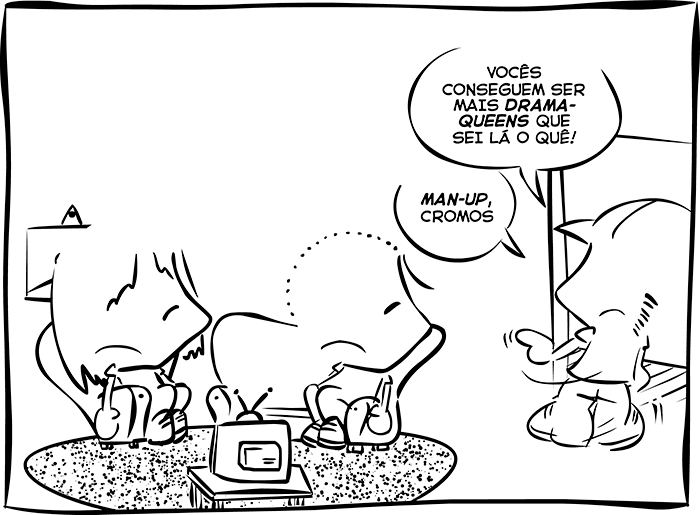 VOCÊS
CONSEGUEM SER
MAIS DRAMA-
QUEENS QUE
SEI LÁ O QUÊ!
MAN-UP,
CROMOS